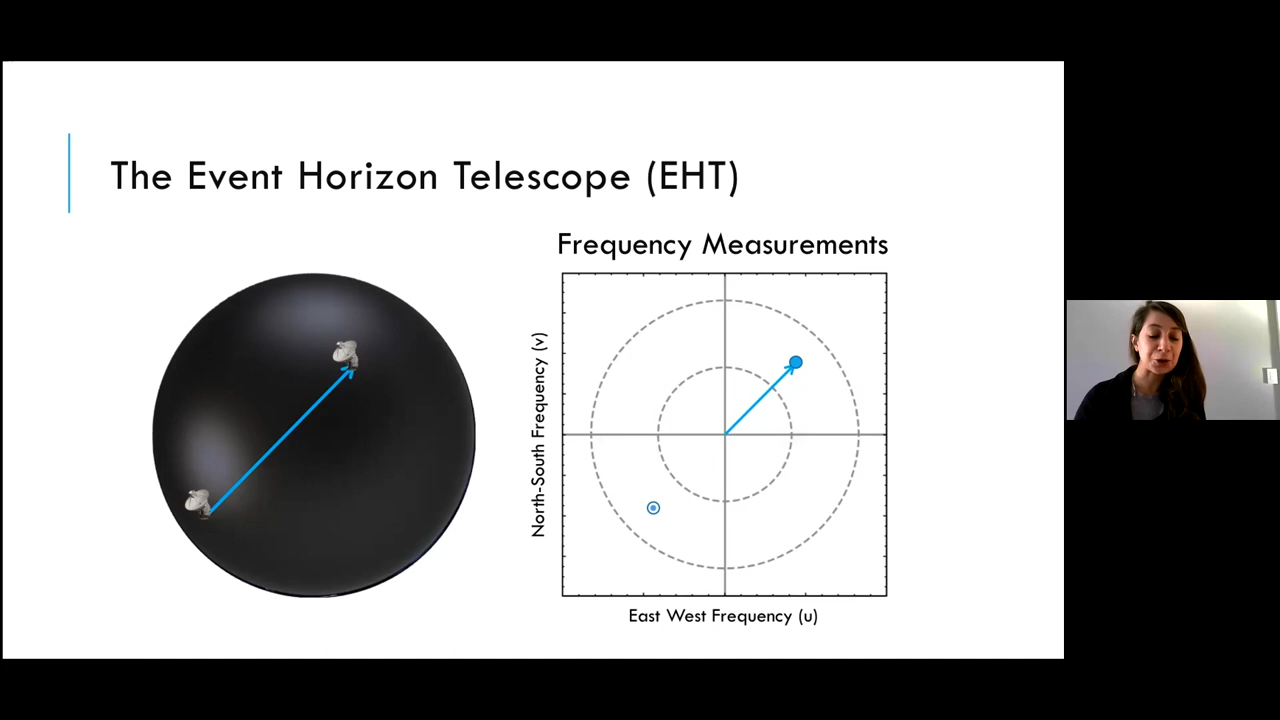 The Event Horizon Telescope (EHT)
Frequency Measurements
North-South Frequency (v)
East West Frequency (u)